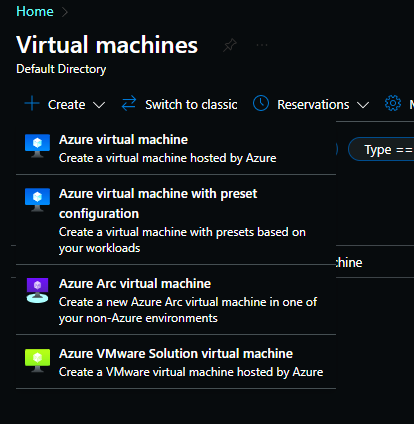 Home
Virtual machines
Default Directory
Create
Switch to classic
Reservations
Azure virtual machine
Create a virtual machine hosted by Azure
Type ==
Azure virtual machine with preset
configuration
Create a virtual machine with presets based on
your workloads
chine
Azure Arc virtual machine
Create a new Azure Arc virtual machine in one of
your non-Azure environments
Azure VMware Solution virtual machine
Create a VMware virtual machine hosted by Azure